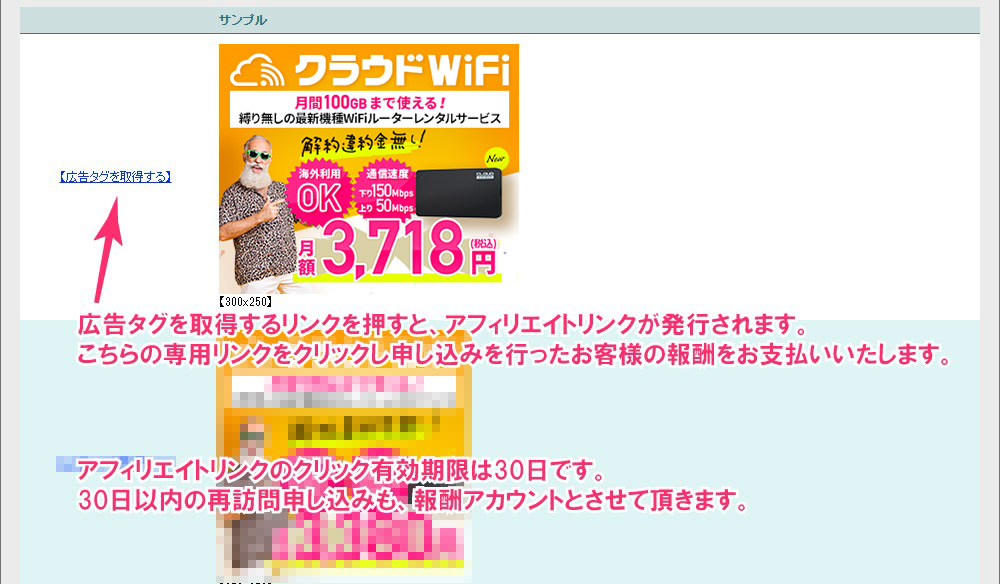 サンプル
クラウドWiFi
月間100GBまで使える!
縛り無しの最新機種WiFiルーターレンタルサービス
解約違約金無し!
New
海外利用
OK
通信速度
下り150Mbps
上り50Mbps
CLOUD
月額3,718円(税込)
【広告タグを取得する】
【300x250】
広告タグを取得するリンクを押すと、アフィリエイトリンクが発行されます。
こちらの専用リンクをクリックし申し込みを行ったお客様の報酬をお支払いいたします。
アフィリエイトリンクのクリック有効期限は30日です。
30日以内の再訪問申し込みも、報酬アカウントとさせて頂きます。